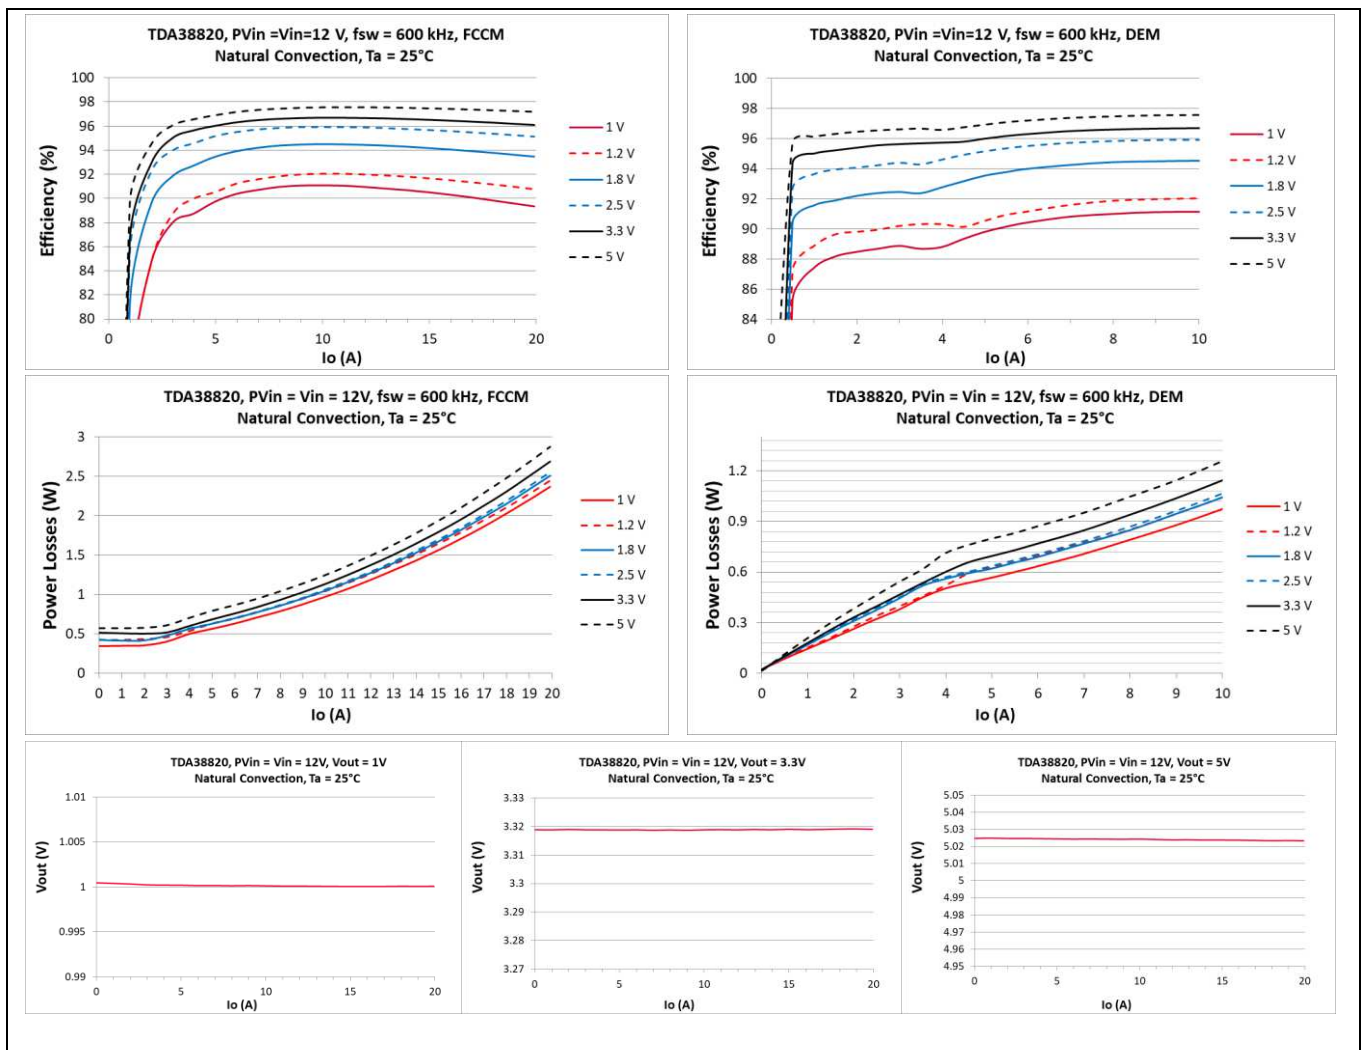 TDA38820, PVin =Vin=12 V, fsw = 600 kHz, FCCM
Natural Convection, Ta = 25°C
Efficiency (%)
100
98
96
94
92
90
88
86
84
82
80
0
5
10
15
20
Io (A)
1 V
1.2 V
1.8 V
2.5 V
3.3 V
5 V
TDA38820, PVin =Vin=12 V, fsw = 600 kHz, DEM
Natural Convection, Ta = 25°C
Efficiency (%)
100
98
96
94
92
90
88
86
84
0
2
4
6
8
10
Io (A)
1 V
1.2 V
1.8 V
2.5 V
3.3 V
5 V
TDA38820, PVin = Vin = 12V, fsw = 600 kHz, FCCM
Natural Convection, Ta = 25°C
Power Losses (W)
3
2.5
2
1.5
1
0.5
0
0 1 2 3 4 5 6 7 8 9 10 11 12 13 14 15 16 17 18 19 20
Io (A)
1 V
1.2 V
1.8 V
2.5 V
3.3 V
5 V
TDA38820, PVin = Vin = 12V, fsw = 600 kHz, DEM
Natural Convection, Ta = 25°C
Power Losses (W)
1.2
0.9
0.6
0.3
0
0 1 2 3 4 5 6 7 8 9 10
Io (A)
1 V
1.2 V
1.8 V
2.5 V
3.3 V
5 V
TDA38820, PVin = Vin = 12V, Vout = 1V
Natural Convection, Ta = 25°C
Vout (V)
1.01
1.005
1
0.995
0.99
0 5 10 15 20
Io (A)
TDA38820, PVin = Vin = 12V, Vout = 3.3V
Natural Convection, Ta = 25°C
Vout (V)
3.33
3.32
3.31
3.3
3.29
3.28
3.27
0 5 10 15 20
Io (A)
TDA38820, PVin = Vin = 12V, Vout = 5V
Natural Convection, Ta = 25°C
Vout (V)
5.05
5.04
5.03
5.02
5.01
5
4.99
4.98
4.97
4.96
4.95
0 5 10 15 20
Io (A)